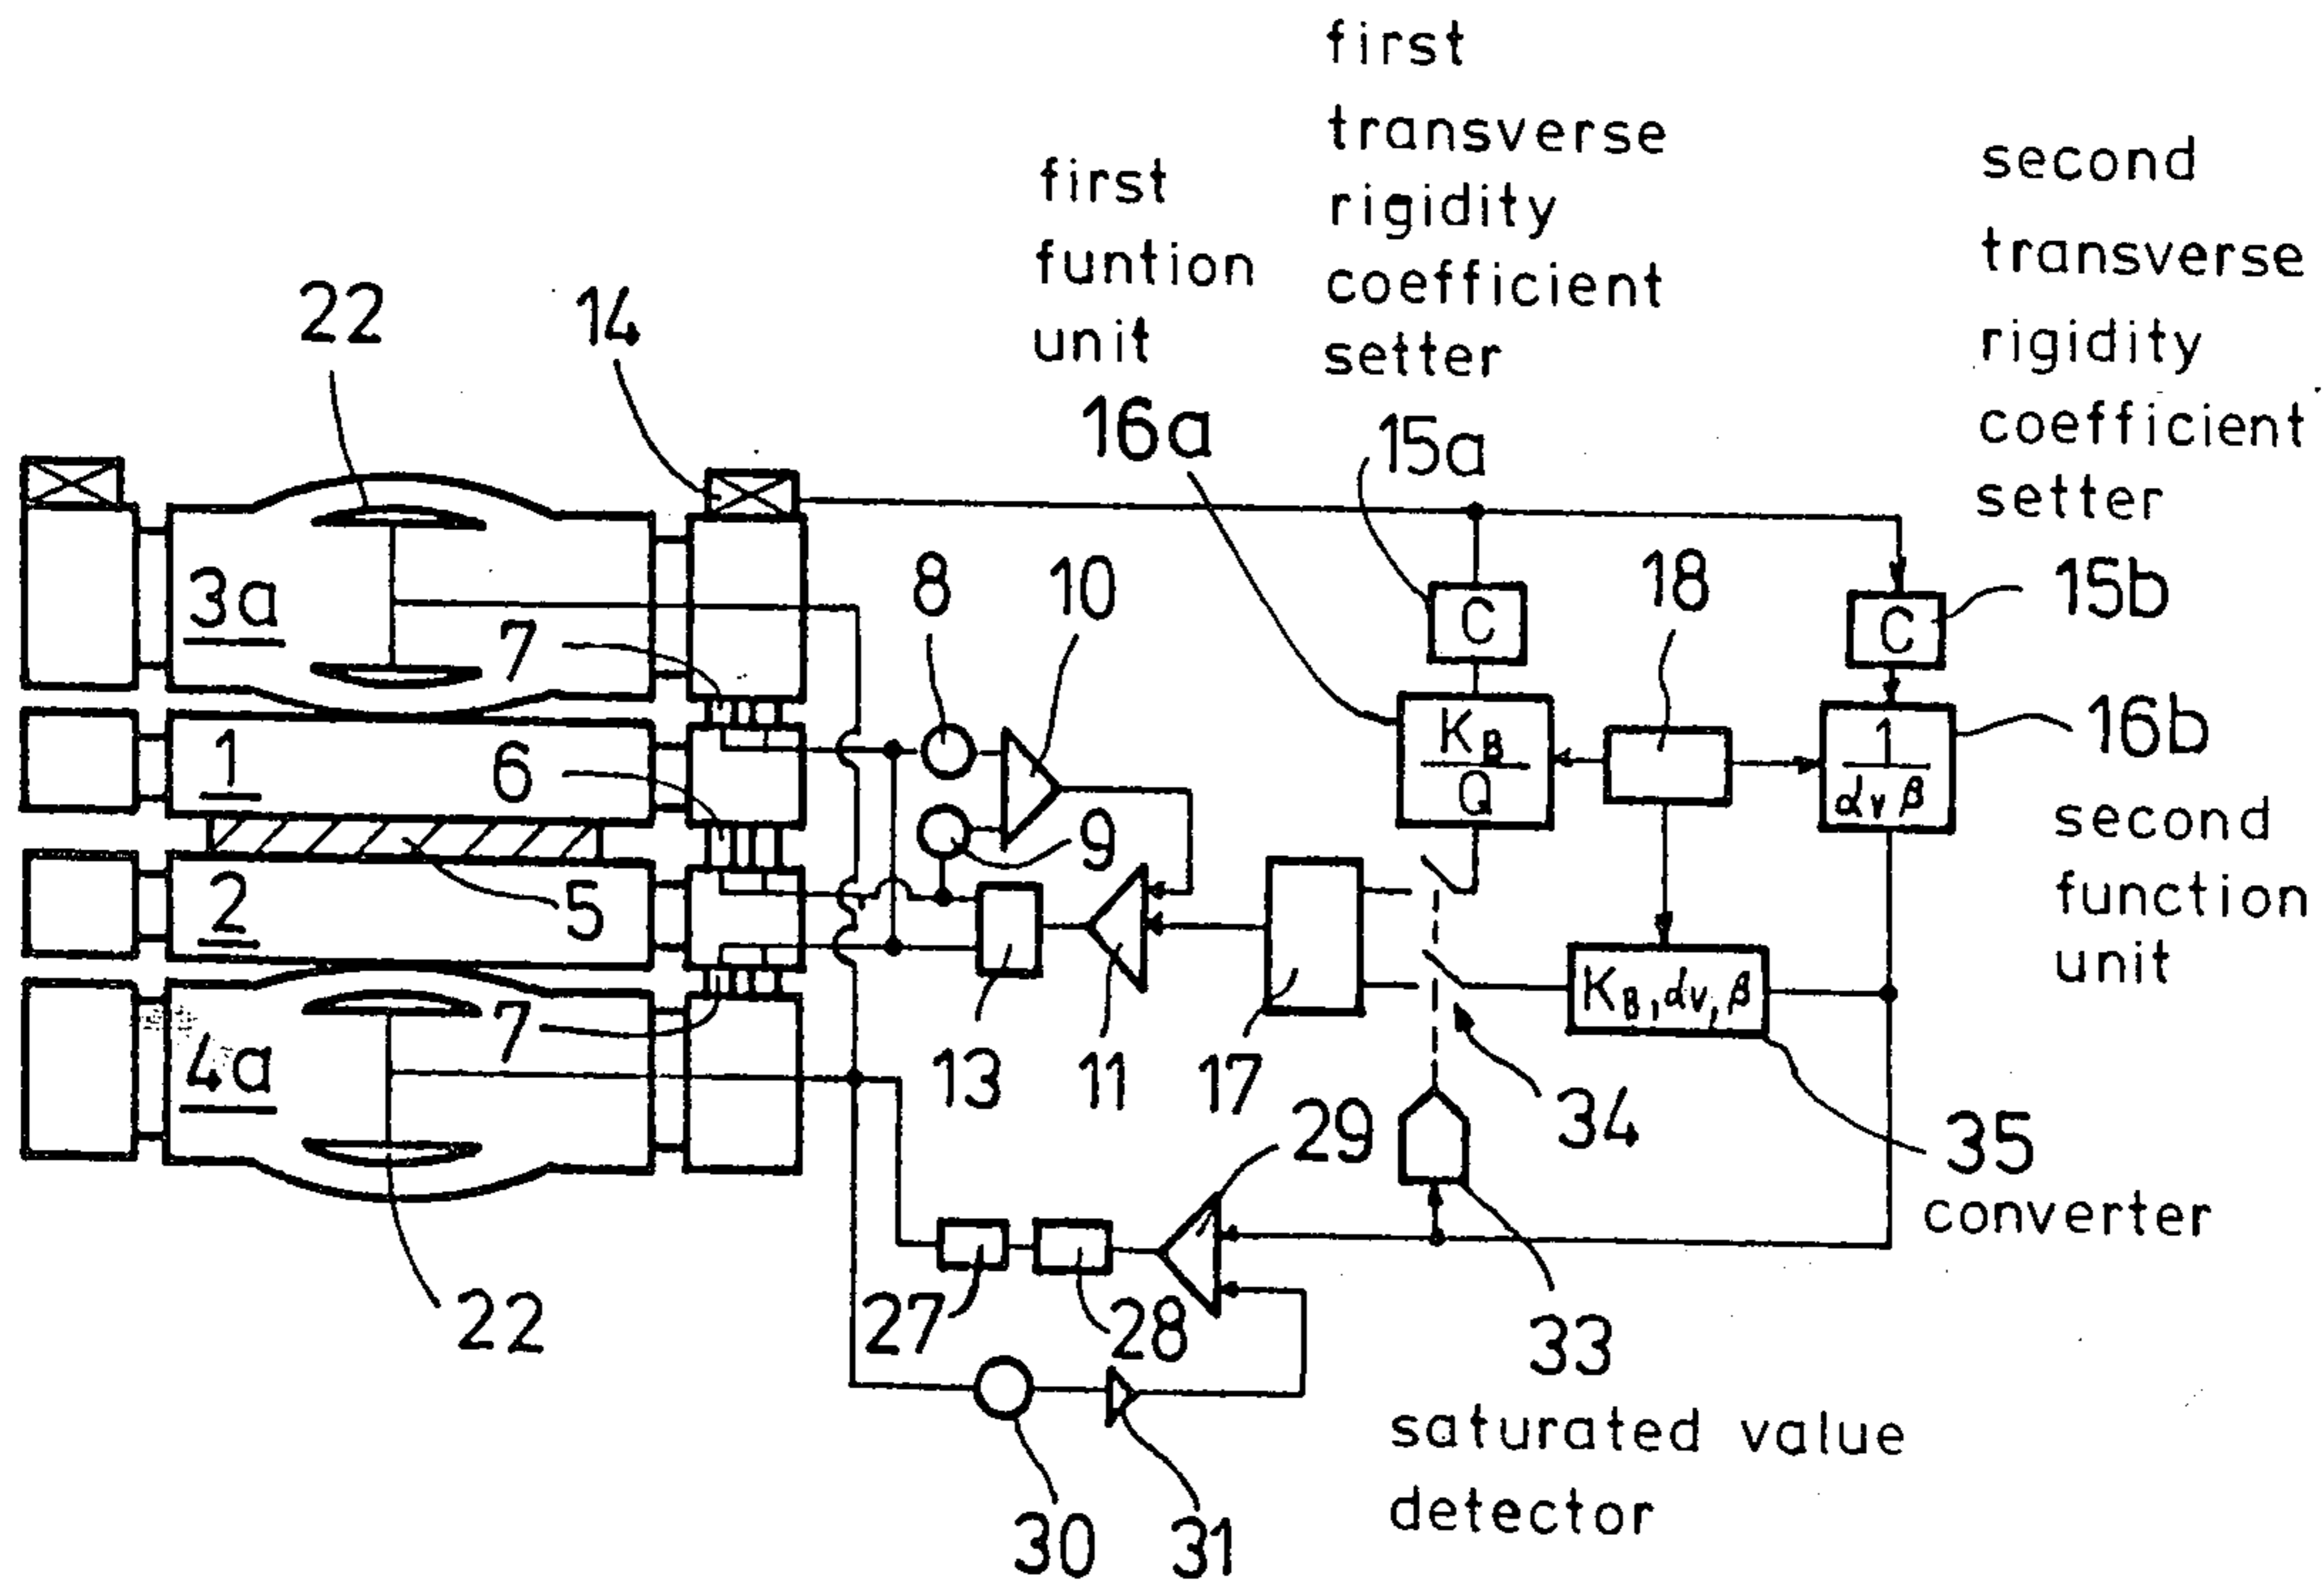 first
transverse
rigidity
coefficient
setter
first
funtion
unit
second
transverse
rigidity
coefficient
setter
22
14
16a
15a
8
10
18
15b
3a
7
C
C
1
6
K_B
Q
1
αv β
16b
9
second
function
unit
2
5
K_B, αv, β
4a
7
13
11
17
34
29
35
converter
22
27
28
33
saturated value
detector
30
31